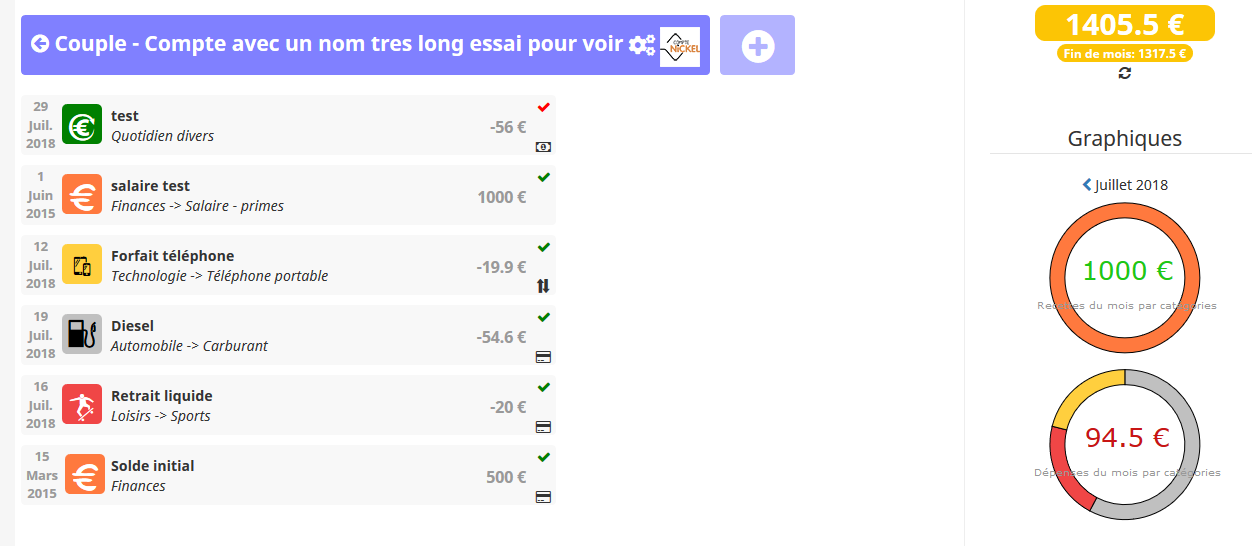 Couple - Compte avec un nom tres long essai pour voir
COMPTE
NiCKEL
29
Juil.
2018
test
Quotidien divers
-56 €
1
Juin
2015
salaire test
Finances -> Salaire - primes
1000 €
12
Juil.
2018
Forfait téléphone
Technologie -> Téléphone portable
-19.9 €
19
Juil.
2018
Diesel
Automobile -> Carburant
-54.6 €
16
Juil.
2018
Retrait liquide
Loisirs -> Sports
-20 €
15
Mars
2015
Solde initial
Finances
500 €
1405.5 €
Fin de mois: 1317.5 €
Graphiques
Juillet 2018
1000 €
Recettes du mois par catégories
94.5 €
Dépenses du mois par catégories